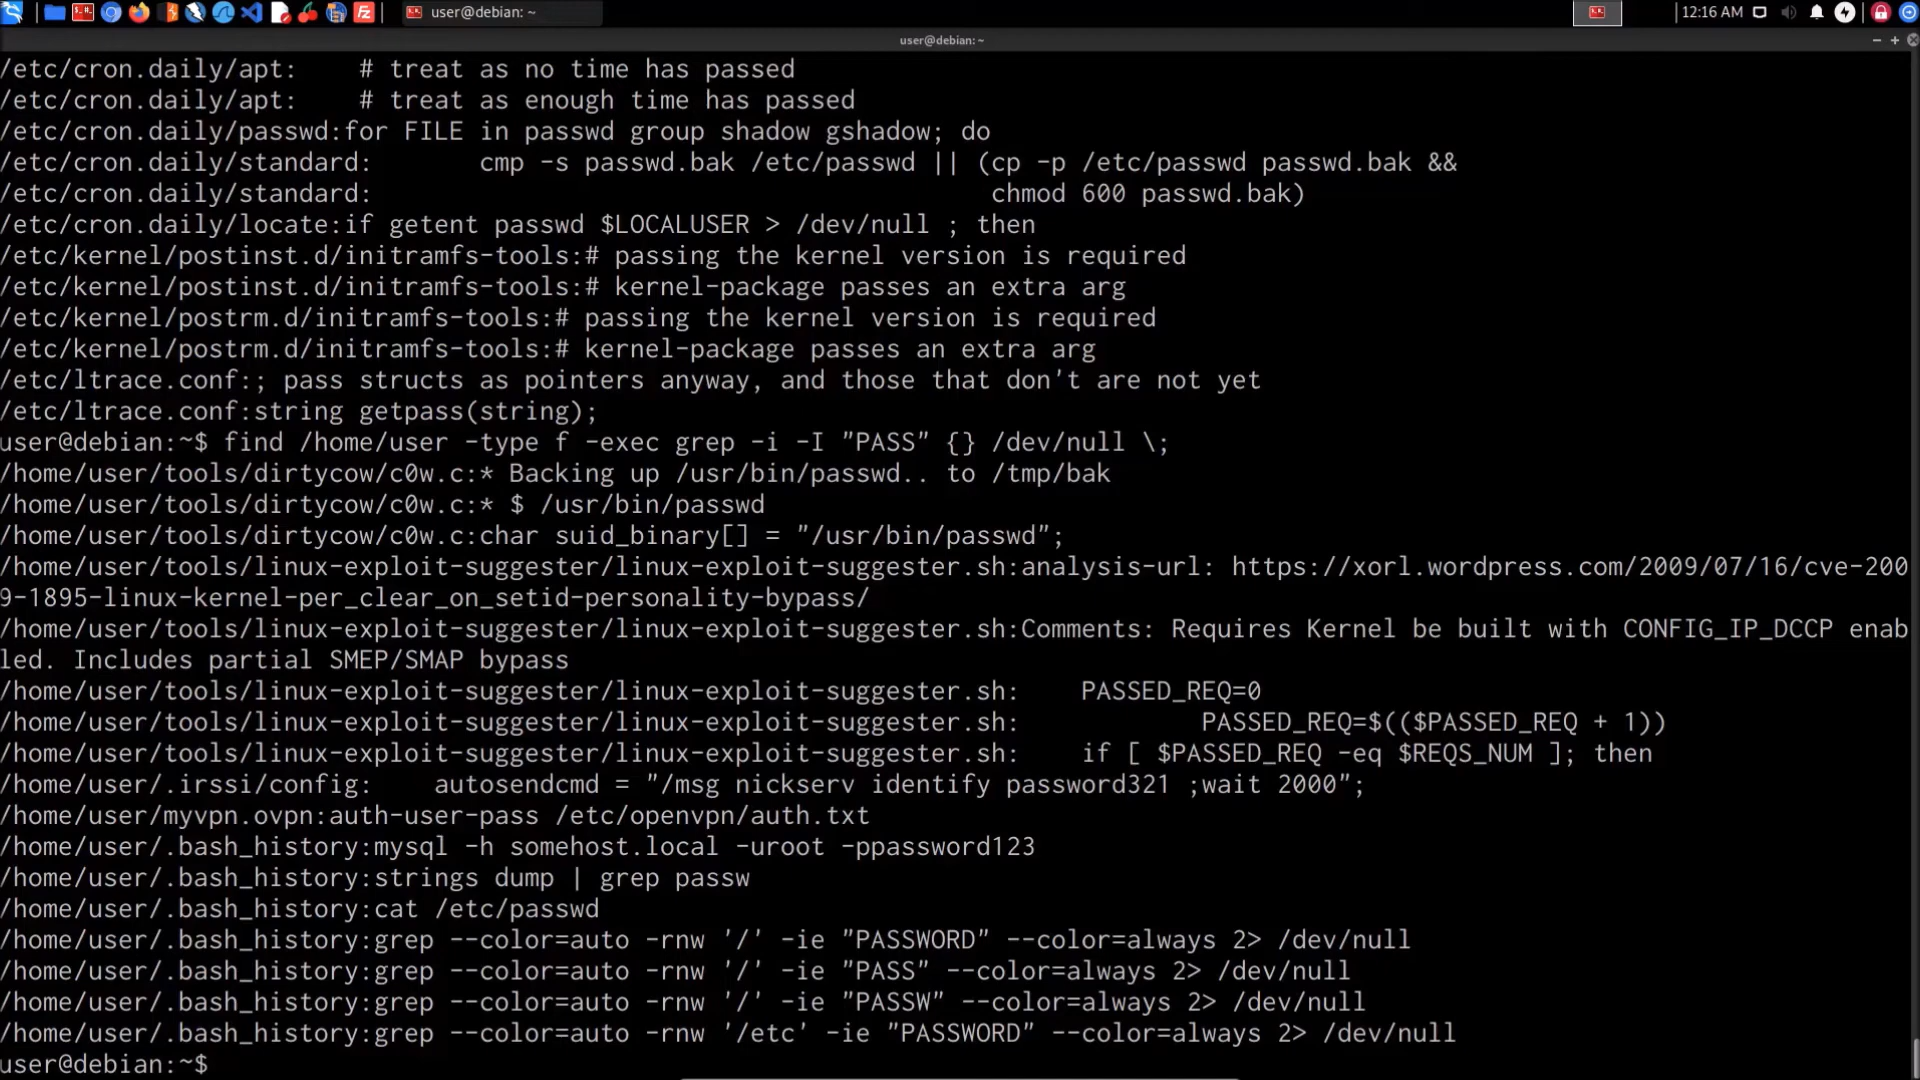 user@debian: ~
12:16 AM
user@debian:~
/etc/cron.daily/apt:    # treat as no time has passed
/etc/cron.daily/apt:    # treat as enough time has passed
/etc/cron.daily/passwd:for FILE in passwd group shadow gshadow; do
/etc/cron.daily/standard:       cmp -s passwd.bak /etc/passwd || (cp -p /etc/passwd passwd.bak &&
/etc/cron.daily/standard:                                         chmod 600 passwd.bak)
/etc/cron.daily/locate:if getent passwd $LOCALUSER > /dev/null ; then
/etc/kernel/postinst.d/initramfs-tools:# passing the kernel version is required
/etc/kernel/postinst.d/initramfs-tools:# kernel-package passes an extra arg
/etc/kernel/postrm.d/initramfs-tools:# passing the kernel version is required
/etc/kernel/postrm.d/initramfs-tools:# kernel-package passes an extra arg
/etc/ltrace.conf:; pass structs as pointers anyway, and those that don't are not yet
/etc/ltrace.conf:string getpass(string);
user@debian:~$ find /home/user -type f -exec grep -i -I "PASS" {} /dev/null \;
/home/user/tools/dirtycow/c0w.c:* Backing up /usr/bin/passwd.. to /tmp/bak
/home/user/tools/dirtycow/c0w.c:* $ /usr/bin/passwd
/home/user/tools/dirtycow/c0w.c:char suid_binary[] = "/usr/bin/passwd";
/home/user/tools/linux-exploit-suggester/linux-exploit-suggester.sh:analysis-url: https://xorl.wordpress.com/2009/07/16/cve-200
9-1895-linux-kernel-per_clear_on_setid-personality-bypass/
/home/user/tools/linux-exploit-suggester/linux-exploit-suggester.sh:Comments: Requires Kernel be built with CONFIG_IP_DCCP enab
led. Includes partial SMEP/SMAP bypass
/home/user/tools/linux-exploit-suggester/linux-exploit-suggester.sh:    PASSED_REQ=0
/home/user/tools/linux-exploit-suggester/linux-exploit-suggester.sh:            PASSED_REQ=$(($PASSED_REQ + 1))
/home/user/tools/linux-exploit-suggester/linux-exploit-suggester.sh:    if [ $PASSED_REQ -eq $REQS_NUM ]; then
/home/user/.irssi/config:    autosendcmd = "/msg nickserv identify password321 ;wait 2000";
/home/user/myvpn.ovpn:auth-user-pass /etc/openvpn/auth.txt
/home/user/.bash_history:mysql -h somehost.local -uroot -ppassword123
/home/user/.bash_history:strings dump | grep passw
/home/user/.bash_history:cat /etc/passwd
/home/user/.bash_history:grep --color=auto -rnw '/' -ie "PASSWORD" --color=always 2> /dev/null
/home/user/.bash_history:grep --color=auto -rnw '/' -ie "PASS" --color=always 2> /dev/null
/home/user/.bash_history:grep --color=auto -rnw '/' -ie "PASSW" --color=always 2> /dev/null
/home/user/.bash_history:grep --color=auto -rnw '/etc' -ie "PASSWORD" --color=always 2> /dev/null
user@debian:~$